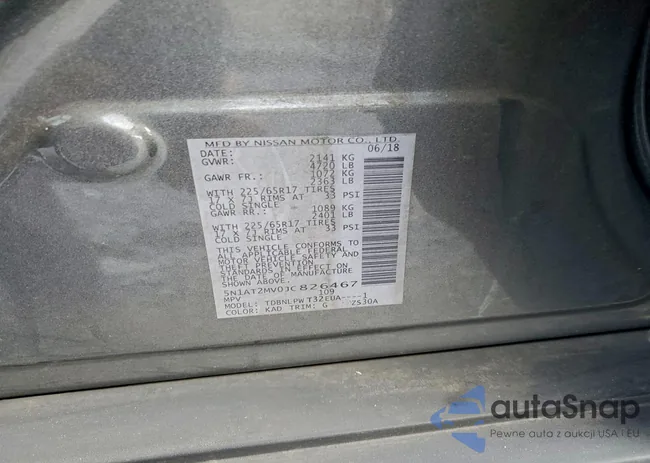 MFD BY NISSAN MOTOR CO., LTD.
DATE: 06/18
GVWR: 2141 KG
4720 LB
GAWR FR.: 1072 KG
2363 LB
WITH 225/65R17 TIRES
17 X 7J RIMS AT 33 PSI
COLD SINGLE
GAWR RR.: 1089 KG
2401 LB
WITH 225/65R17 TIRES
17 X 7J RIMS AT 33 PSI
COLD SINGLE
THIS VEHICLE CONFORMS TO
ALL APPLICABLE FEDERAL
MOTOR VEHICLE SAFETY AND
THEFT PREVENTION
STANDARDS IN EFFECT ON
THE DATE OF MANUFACTURE
SHOWN ABOVE.
5N1AT2MV0JC826467
MPV 109
MODEL: TDBNLPWT32EUA----1
COLOR: KAD TRIM: G ZS30A
autaSnap
Pewne auta z aukcji USA i EU